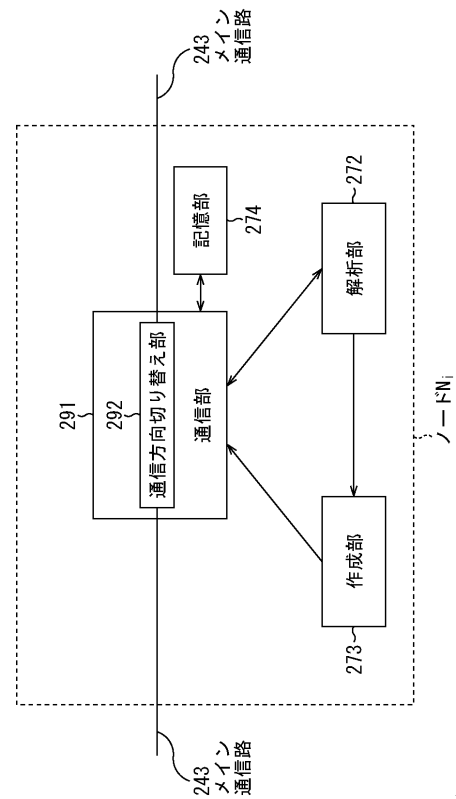 243
メイン
通信路
291
292
通信方向切り替え部
通信部
記憶部
274
243
メイン
通信路
273
作成部
解析部
272
ノードNi